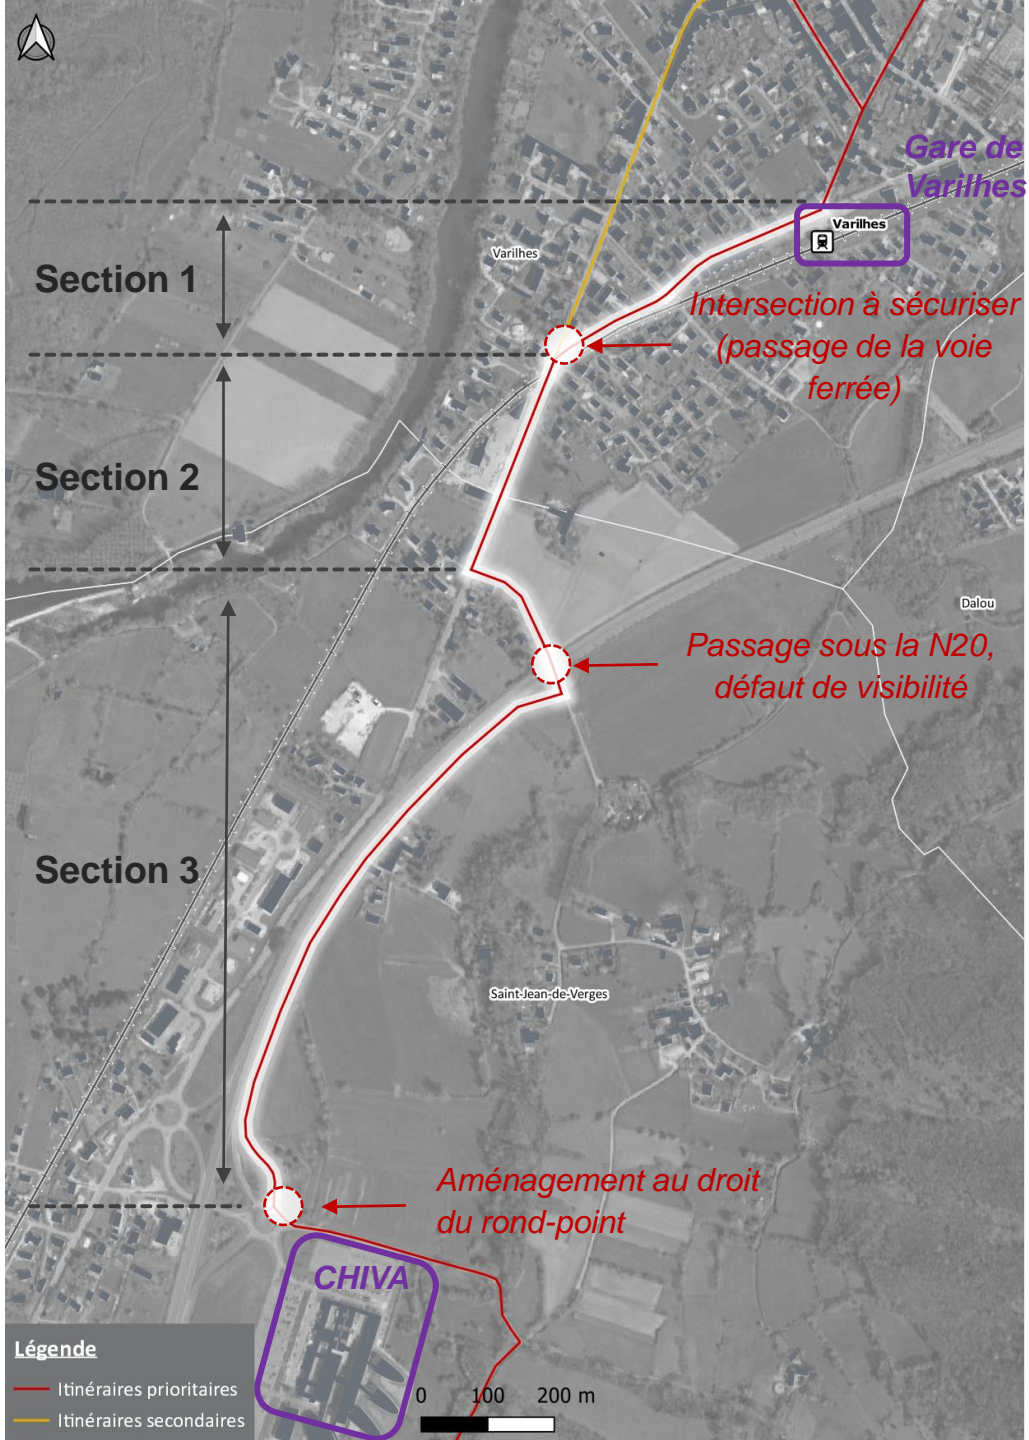 Gare de
Varilhes
Varilhes
Section 1
Varilhes
Intersection à sécuriser
(passage de la voie
ferrée)
Section 2
Dalou
Passage sous la N20,
défaut de visibilité
Section 3
Saint-Jean-de-Verges
Aménagement au droit
du rond-point
CHIVA
Légende
Itinéraires prioritaires
Itinéraires secondaires
0 100 200 m